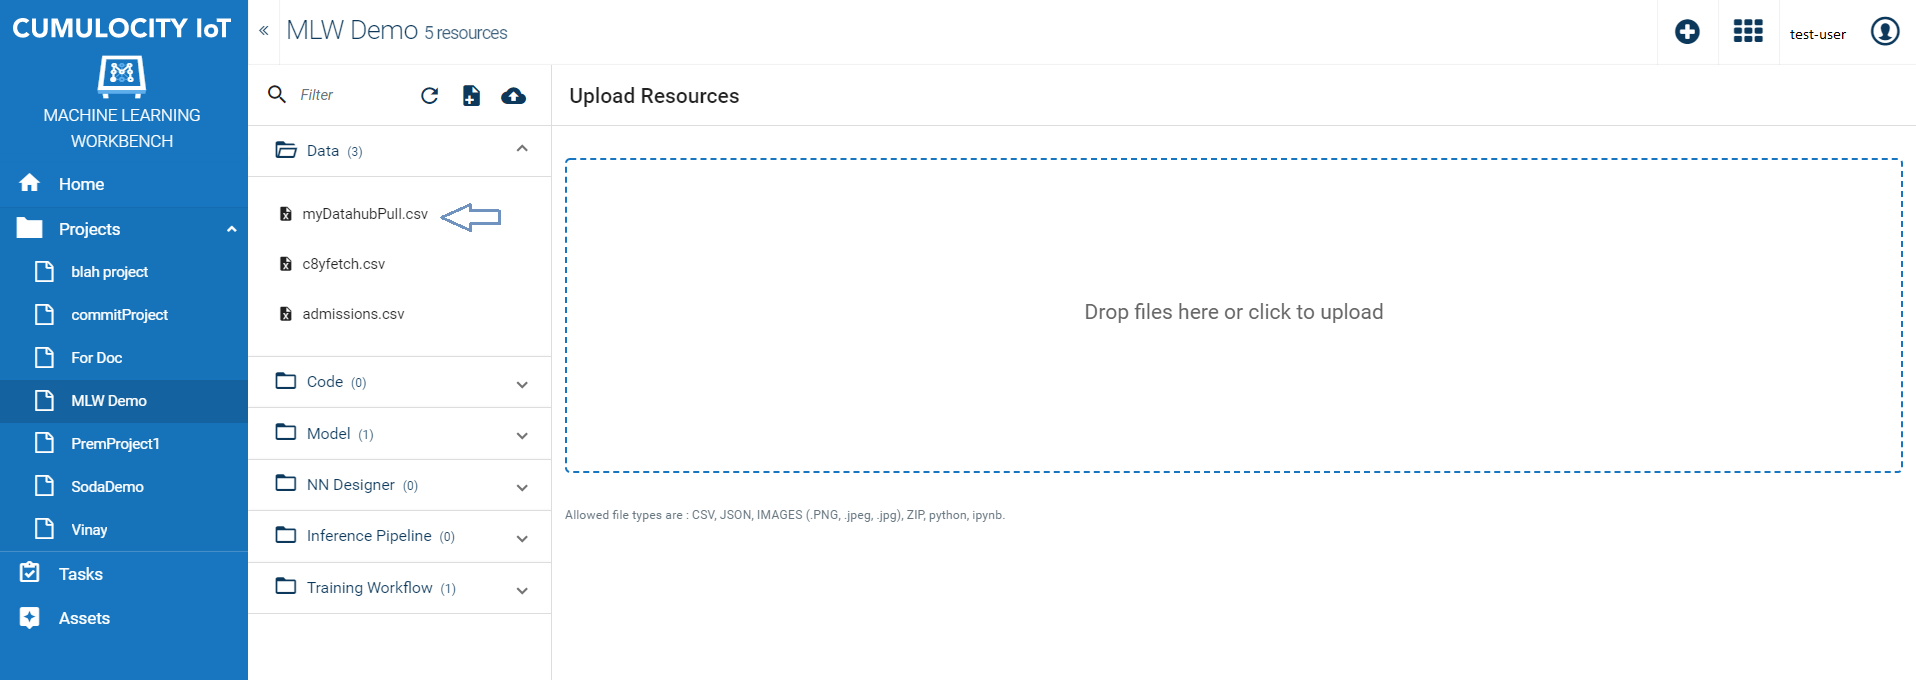 CUMULOCITY IoT
MACHINE LEARNING
WORKBENCH
Home
Projects
blah project
commitProject
For Doc
MLW Demo
PremProject1
SodaDemo
Vinay
Tasks
Assets
« MLW Demo 5 resources
test-user
Filter
Data (3)
myDatahubPull.csv
c8yfetch.csv
admissions.csv
Code (0)
Model (1)
NN Designer (0)
Inference Pipeline (0)
Training Workflow (1)
Upload Resources
Drop files here or click to upload
Allowed file types are : CSV, JSON, IMAGES (.PNG, .jpeg, .jpg), ZIP, python, ipynb.